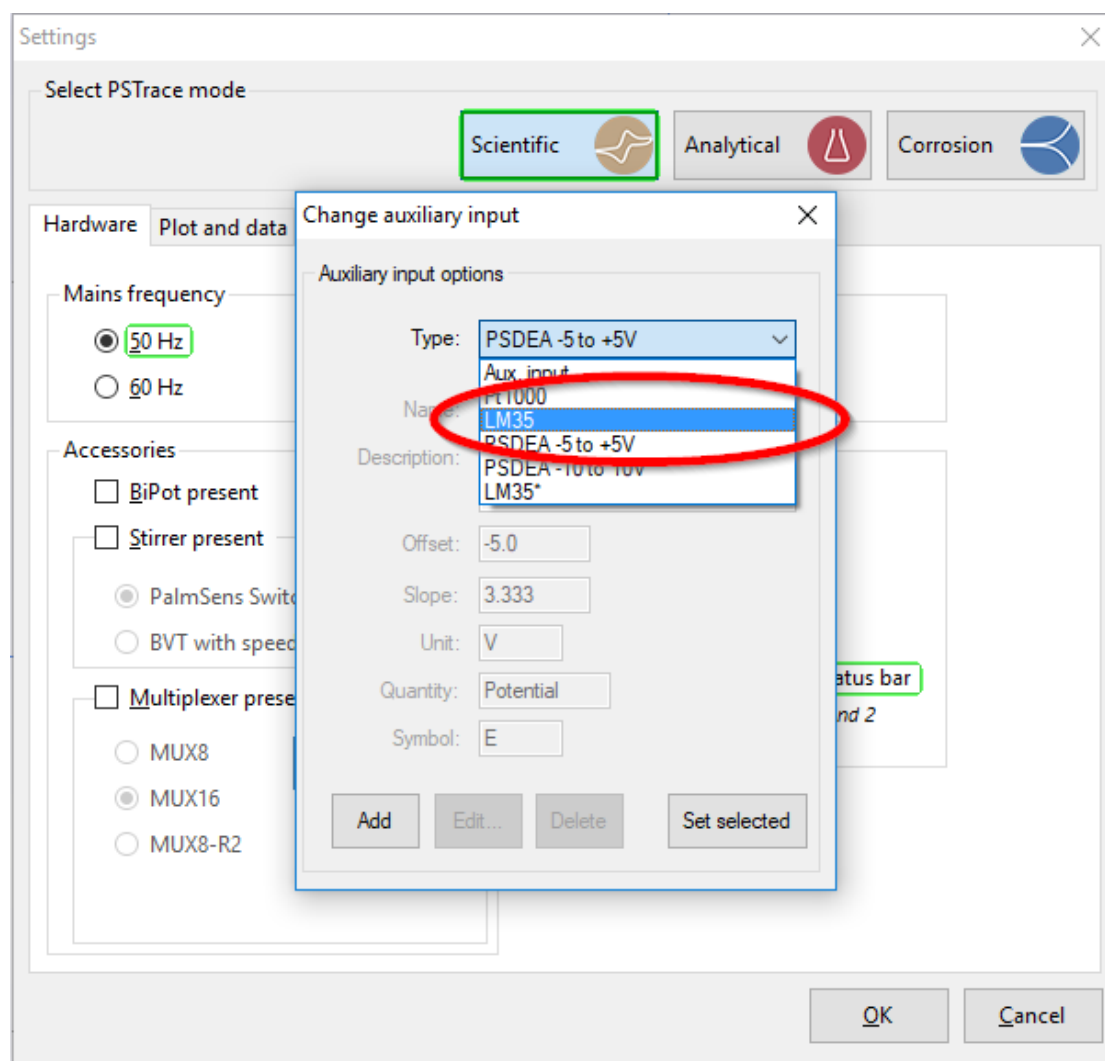 Settings
Select PSTrace mode
Scientific
Analytical
Corrosion
Hardware
Plot and data
Mains frequency
50 Hz
60 Hz
Accessories
BiPot present
Stirrer present
PalmSens Switc
BVT with speed
Multiplexer prese
MUX8
MUX16
MUX8-R2
Change auxiliary input
Auxiliary input options
Type: PSDEA -5 to +5V
Aux. input
Pt1000
LM35
PSDEA -5 to +5V
PSDEA -10 to 10V
LM35*
Name:
Description:
Offset: -5.0
Slope: 3.333
Unit: V
Quantity: Potential
Symbol: E
Add
Edit...
Delete
Set selected
atus bar
nd 2
OK
Cancel